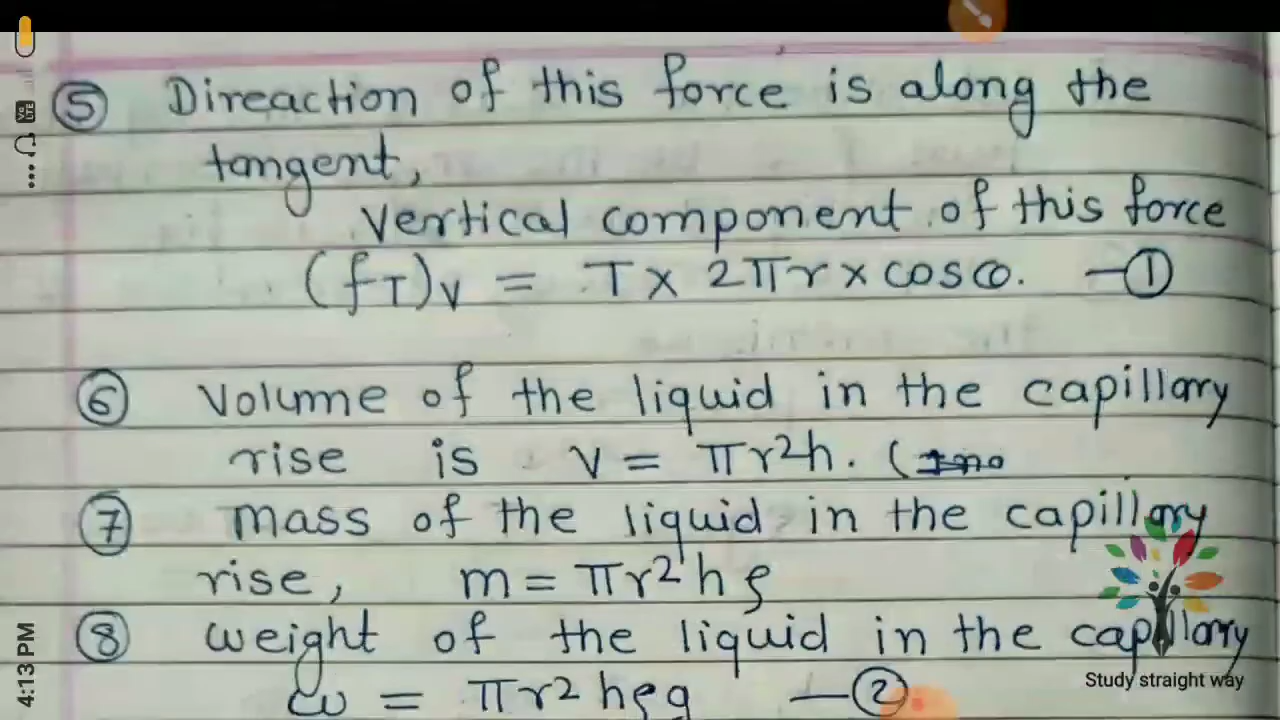 ⑤ Direaction of this force is along the
tangent,
Vertical component of this force
(fT)v = T × 2πr × cosθ. —①
⑥ Volume of the liquid in the capillary
rise is v = πr²h. (
⑦ mass of the liquid in the capillary
rise, m = πr²hρ
⑧ weight of the liquid in the capillary
ω = πr²hρg —②
Study straight way
4:13 PM
Vo LTE